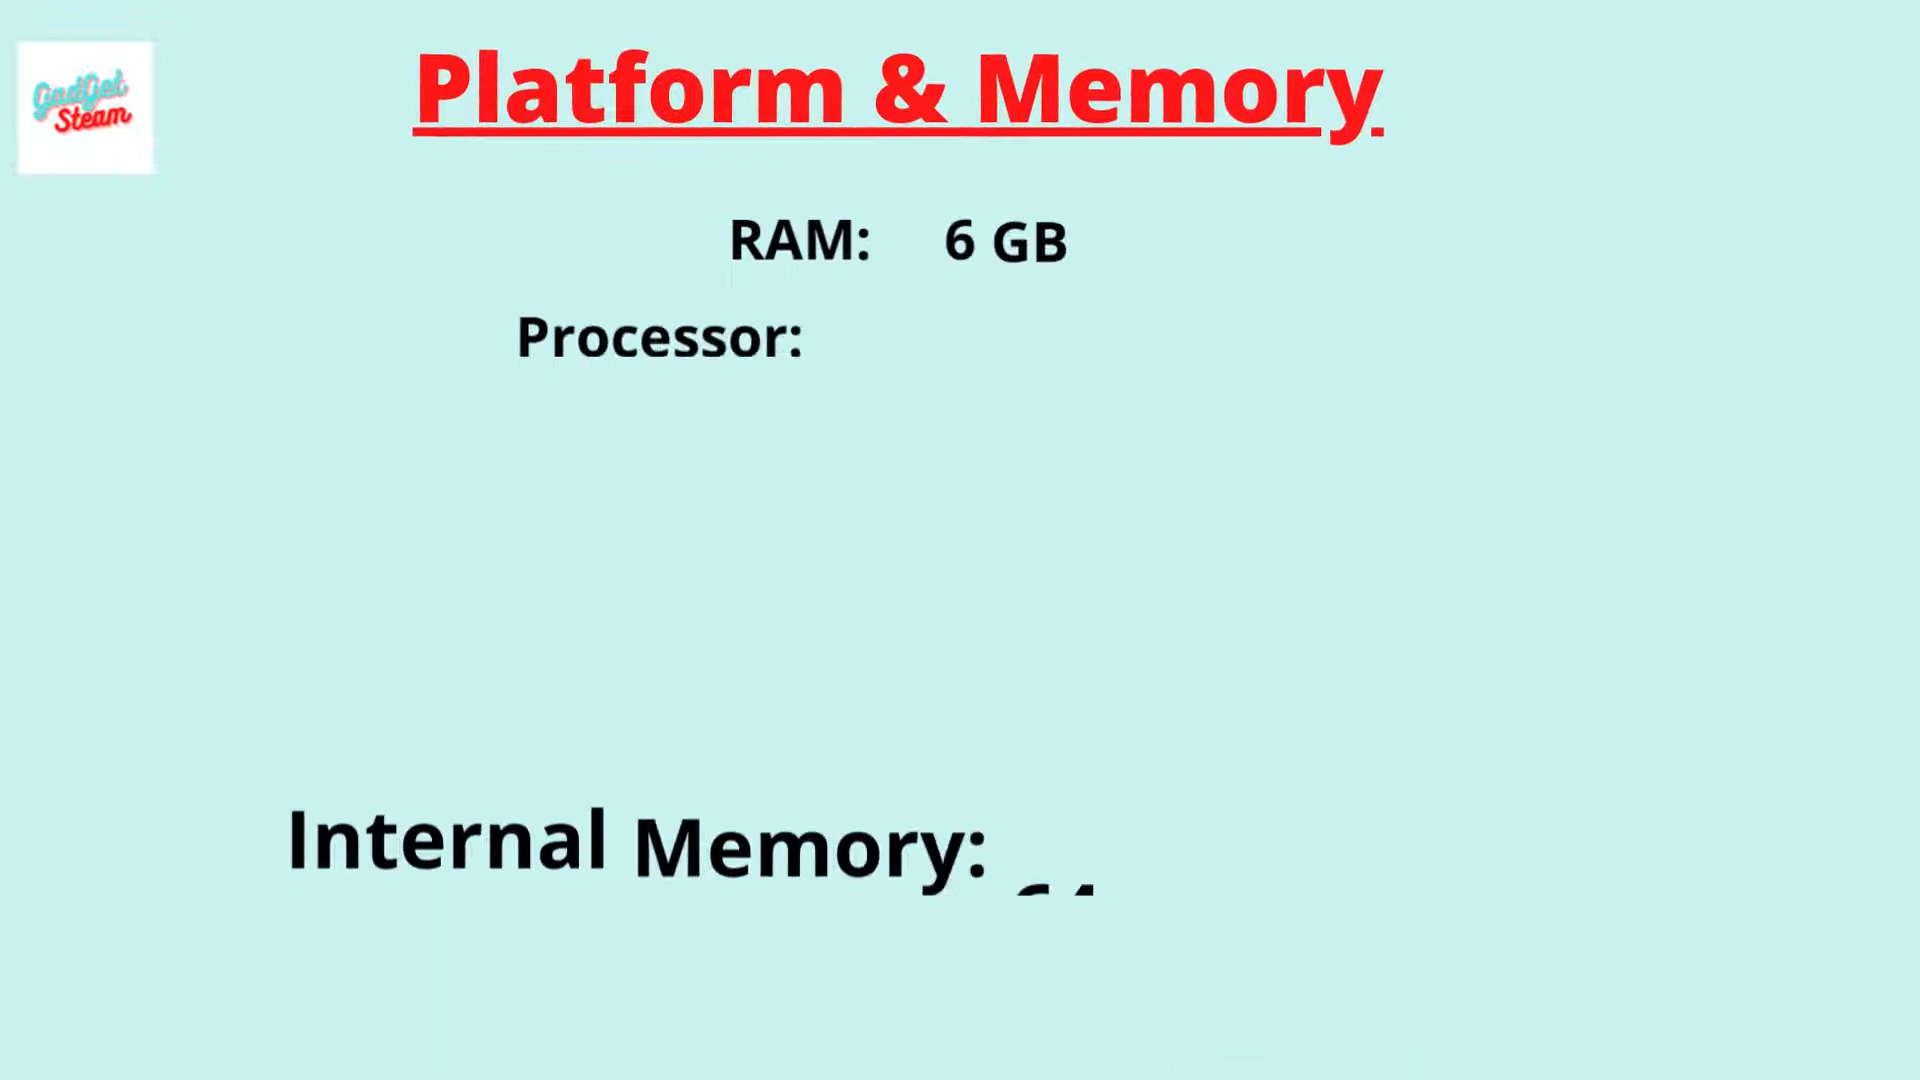 GadGet
Steam
Platform & Memory
RAM: 6 GB
Processor:
Internal Memory: